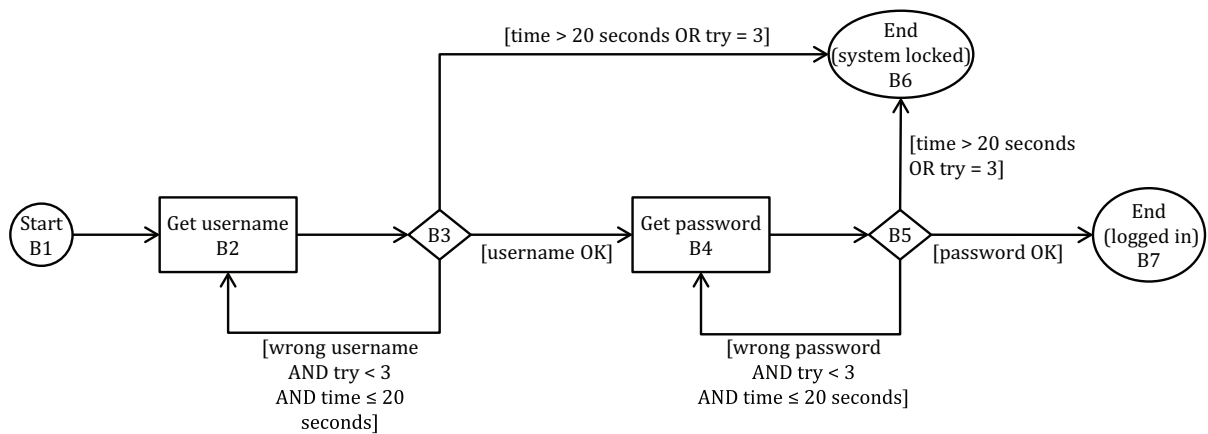 End
(system locked)
B6
[time > 20 seconds OR try = 3]
[time > 20 seconds
OR try = 3]
Start
B1
Get username
B2
B3
[username OK]
Get password
B4
B5
[password OK]
End
(logged in)
B7
[wrong username
AND try < 3
AND time ≤ 20
seconds]
[wrong password
AND try < 3
AND time ≤ 20 seconds]